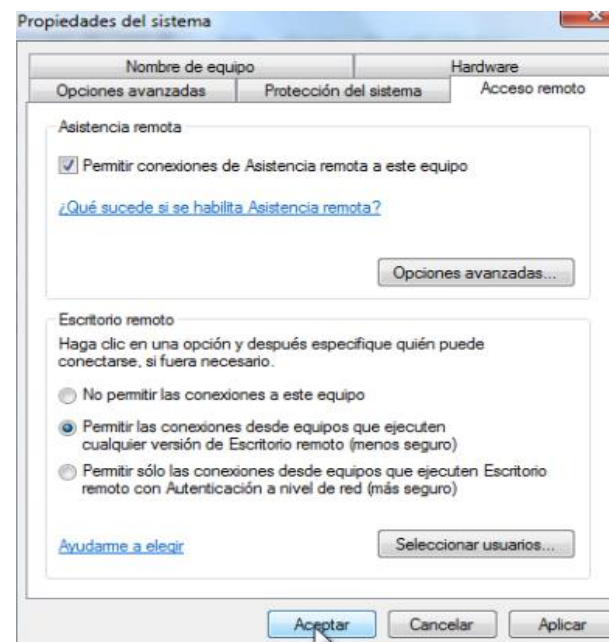 Propiedades del sistema
Nombre de equipo
Hardware
Opciones avanzadas
Protección del sistema
Acceso remoto
Asistencia remota
Permitir conexiones de Asistencia remota a este equipo
¿Qué sucede si se habilita Asistencia remota?
Opciones avanzadas...
Escritorio remoto
Haga clic en una opción y después especifique quién puede
conectarse, si fuera necesario.
No permitir las conexiones a este equipo
Permitir las conexiones desde equipos que ejecuten
cualquier versión de Escritorio remoto (menos seguro)
Permitir sólo las conexiones desde equipos que ejecuten Escritorio
remoto con Autenticación a nivel de red (más seguro)
Ayudarme a elegir
Seleccionar usuarios...
Aceptar
Cancelar
Aplicar